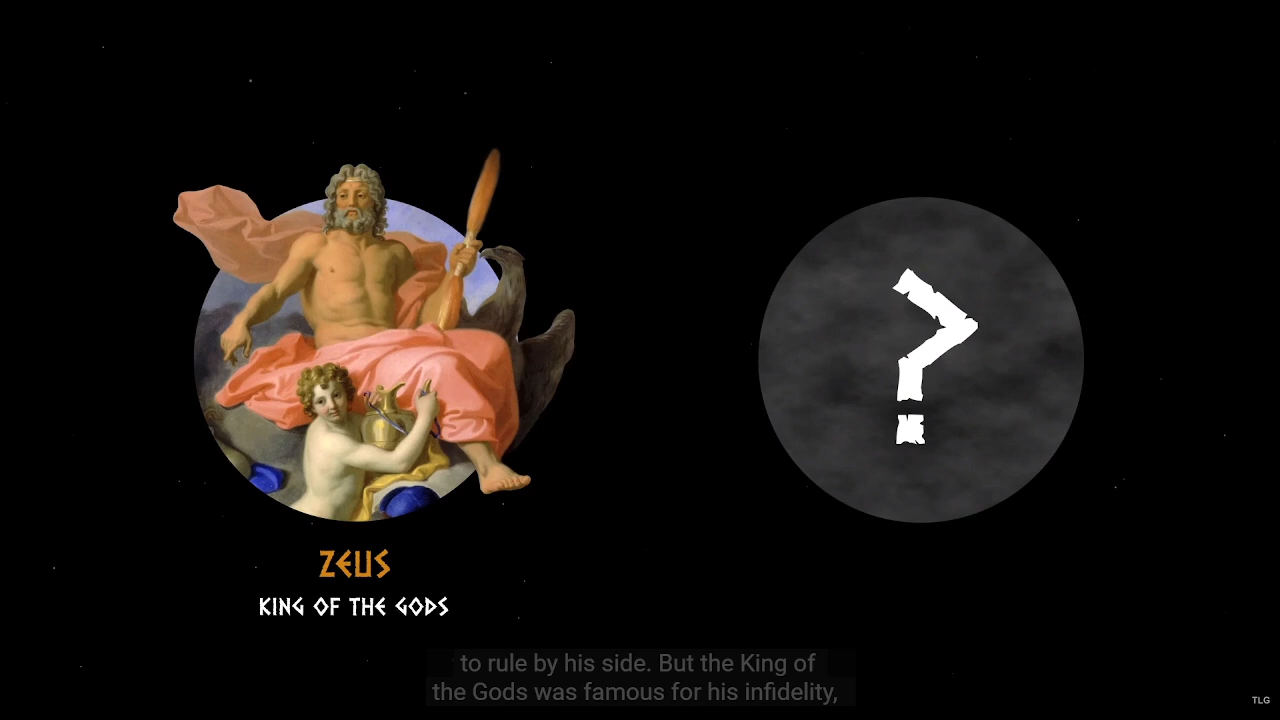 ?
ZEUS
KING OF THE GODS
to rule by his side. But the King of
the Gods was famous for his infidelity,
TLG